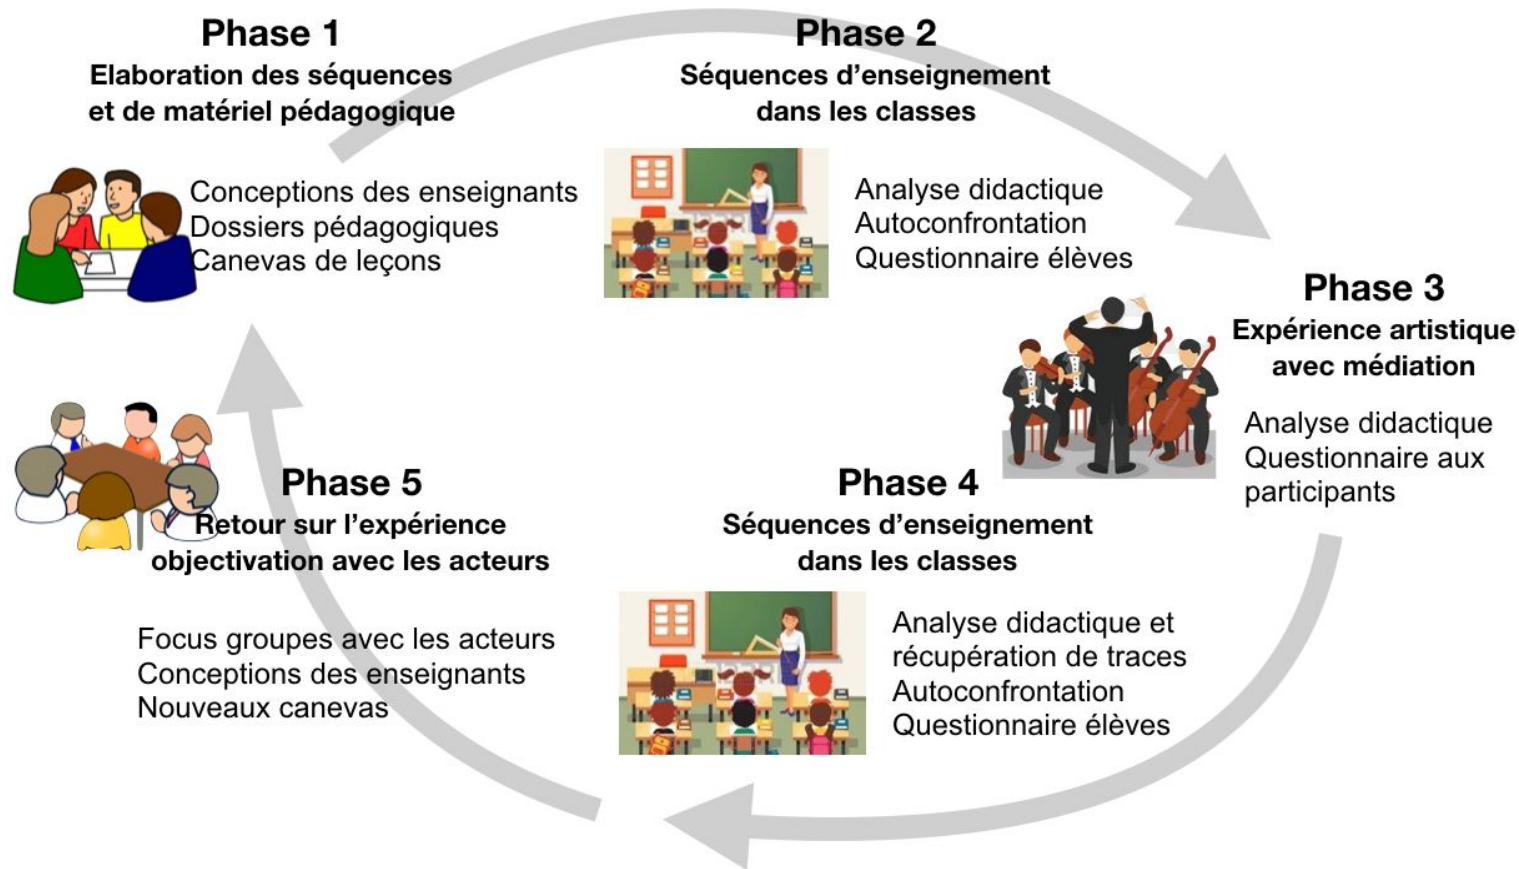 Phase 1
Elaboration des séquences
et de matériel pédagogique
Conceptions des enseignants
Dossiers pédagogiques
Canevas de leçons
Phase 2
Séquences d’enseignement
dans les classes
Analyse didactique
Autoconfrontation
Questionnaire élèves
Phase 3
Expérience artistique
avec médiation
Analyse didactique
Questionnaire aux
participants
Phase 4
Séquences d’enseignement
dans les classes
Analyse didactique et
récupération de traces
Autoconfrontation
Questionnaire élèves
Phase 5
Retour sur l’expérience
objectivation avec les acteurs
Focus groupes avec les acteurs
Conceptions des enseignants
Nouveaux canevas